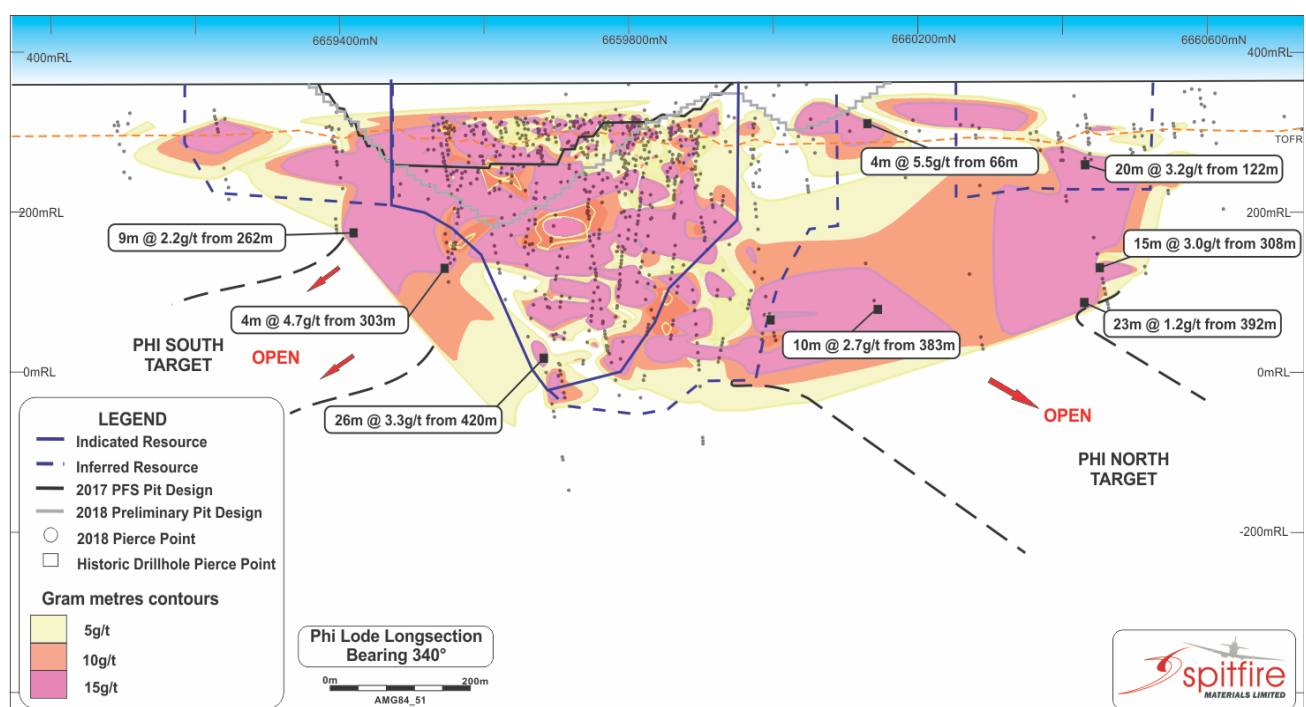 6659400mN
6659800mN
6660200mN
6660600mN
400mRL
400mRL
TOFR
4m @ 5.5g/t from 66m
20m @ 3.2g/t from 122m
200mRL
200mRL
9m @ 2.2g/t from 262m
15m @ 3.0g/t from 308m
4m @ 4.7g/t from 303m
23m @ 1.2g/t from 392m
PHI SOUTH
TARGET
OPEN
10m @ 2.7g/t from 383m
0mRL
0mRL
26m @ 3.3g/t from 420m
OPEN
PHI NORTH
TARGET
-200mRL
LEGEND
Indicated Resource
Inferred Resource
2017 PFS Pit Design
2018 Preliminary Pit Design
2018 Pierce Point
Historic Drillhole Pierce Point
Gram metres contours
5g/t
10g/t
15g/t
Phi Lode Longsection
Bearing 340°
0m
200m
AMG84_51
spitfire
MATERIALS LIMITED